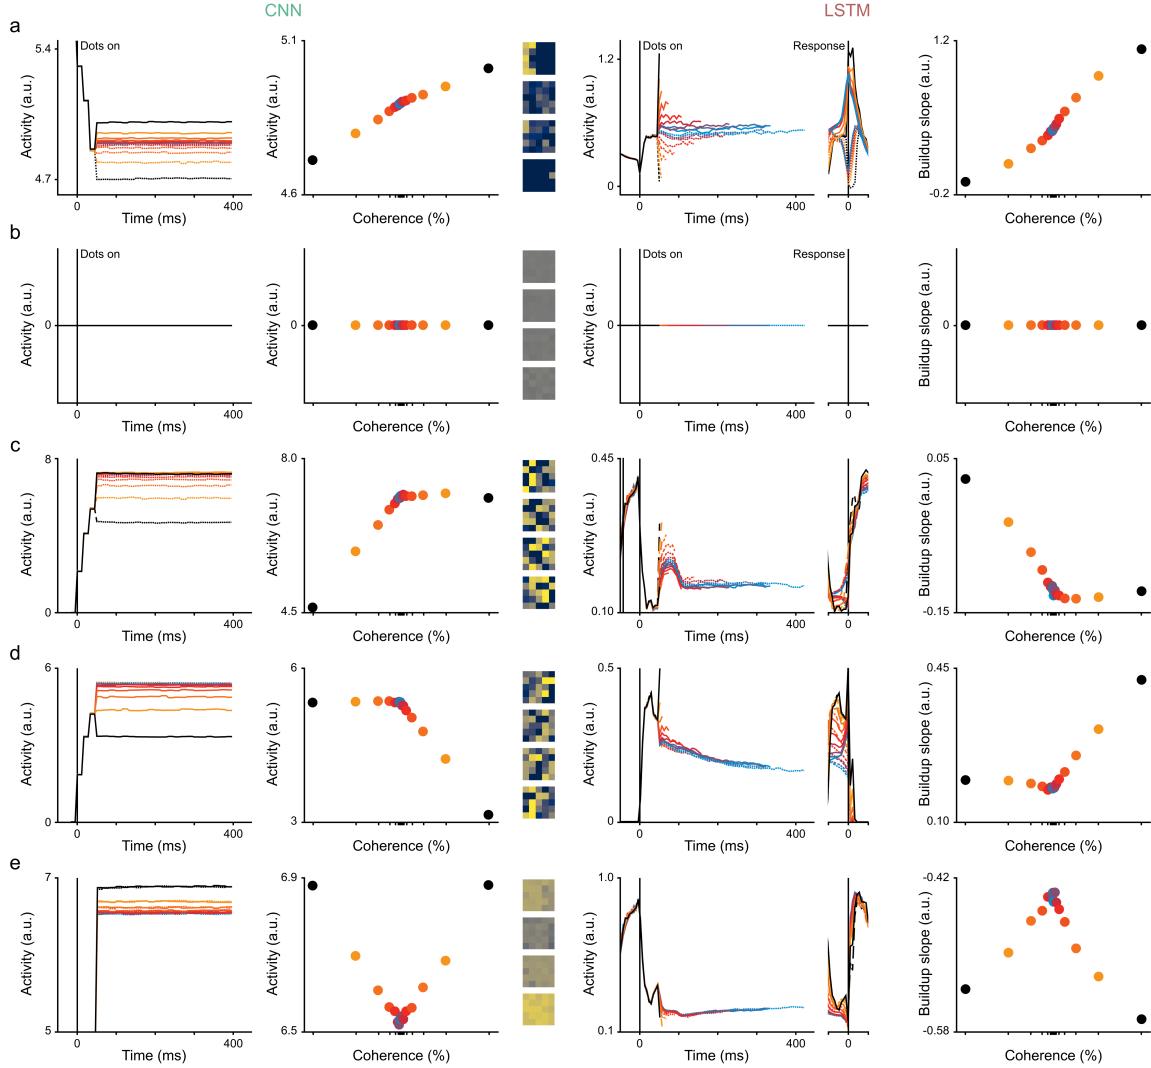 CNN LSTM
a
5.4 Dots on 5.1 1.2 Dots on Response 1.2
Activity (a.u.) Activity (a.u.) Activity (a.u.) Buildup slope (a.u.)
4.7 4.6 0 -0.2
0 400 0 400 0
Time (ms) Coherence (%) Time (ms) Coherence (%)
b
Dots on Dots on Response
Activity (a.u.) Activity (a.u.) Activity (a.u.) Buildup slope (a.u.)
0 0 0 0
0 400 0 400 0
Time (ms) Coherence (%) Time (ms) Coherence (%)
c
8 8.0 0.45 0.05
Activity (a.u.) Activity (a.u.) Activity (a.u.) Buildup slope (a.u.)
0 4.5 0.10 -0.15
0 400 0 400 0
Time (ms) Coherence (%) Time (ms) Coherence (%)
d
6 6 0.5 0.45
Activity (a.u.) Activity (a.u.) Activity (a.u.) Buildup slope (a.u.)
0 3 0 0.10
0 400 0 400 0
Time (ms) Coherence (%) Time (ms) Coherence (%)
e
7 6.9 1.0 -0.42
Activity (a.u.) Activity (a.u.) Activity (a.u.) Buildup slope (a.u.)
5 6.5 0.1 -0.58
0 400 0 400 0
Time (ms) Coherence (%) Time (ms) Coherence (%)